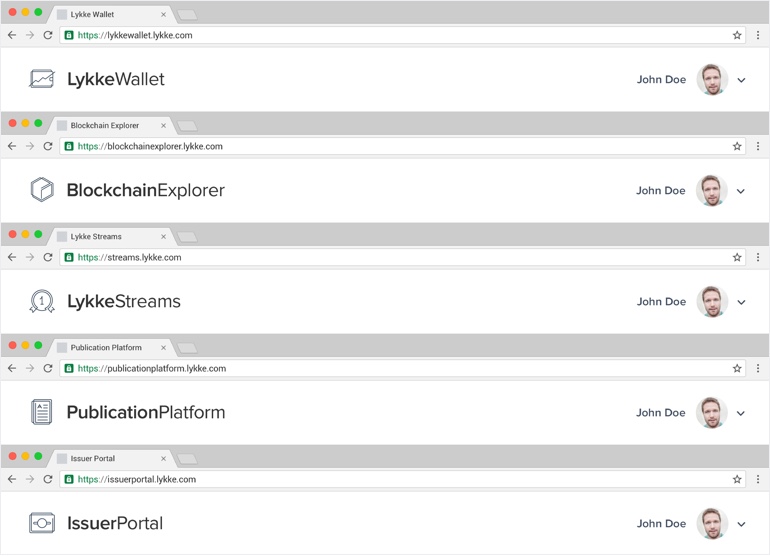 Lykke Wallet
https://lykkewallet.lykke.com
LykkeWallet
John Doe
Blockchain Explorer
https://blockchainexplorer.lykke.com
BlockchainExplorer
John Doe
Lykke Streams
https://streams.lykke.com
1
LykkeStreams
John Doe
Publication Platform
https://publicationplatform.lykke.com
A
PublicationPlatform
John Doe
Issuer Portal
https://issuerportal.lykke.com
IssuerPortal
John Doe